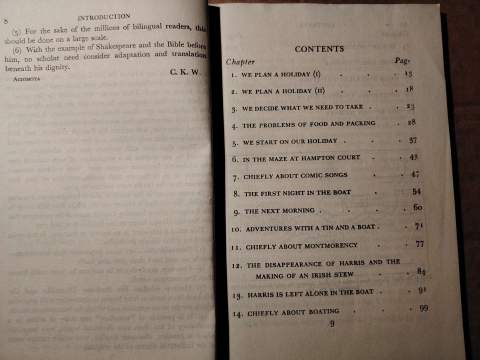 8 INTRODUCTION
(5) For the sake of the millions of bilingual readers, this
should be done on a large scale.
(6) With the example of Shakespeare and the Bible before
him, no scholar need consider adaptation and translation
beneath his dignity.
C. K. W.
ACHIMOTA
CONTENTS
Chapter Page
1. WE PLAN A HOLIDAY (I) . . . 15
2. WE PLAN A HOLIDAY (II) . . . 18
3. WE DECIDE WHAT WE NEED TO TAKE . . 23
4. THE PROBLEMS OF FOOD AND PACKING . . 28
5. WE START ON OUR HOLIDAY . . . 37
6. IN THE MAZE AT HAMPTON COURT . . 43
7. CHIEFLY ABOUT COMIC SONGS . . 47
8. THE FIRST NIGHT IN THE BOAT . 54
9. THE NEXT MORNING . . . . 60
10. ADVENTURES WITH A TIN AND A BOAT . . 71
11. CHIEFLY ABOUT MONTMORENCY . . 77
12. THE DISAPPEARANCE OF HARRIS AND THE
MAKING OF AN IRISH STEW . . 84
13. HARRIS IS LEFT ALONE IN THE BOAT . . 91
14. CHIEFLY ABOUT BOATING . . . 99
9